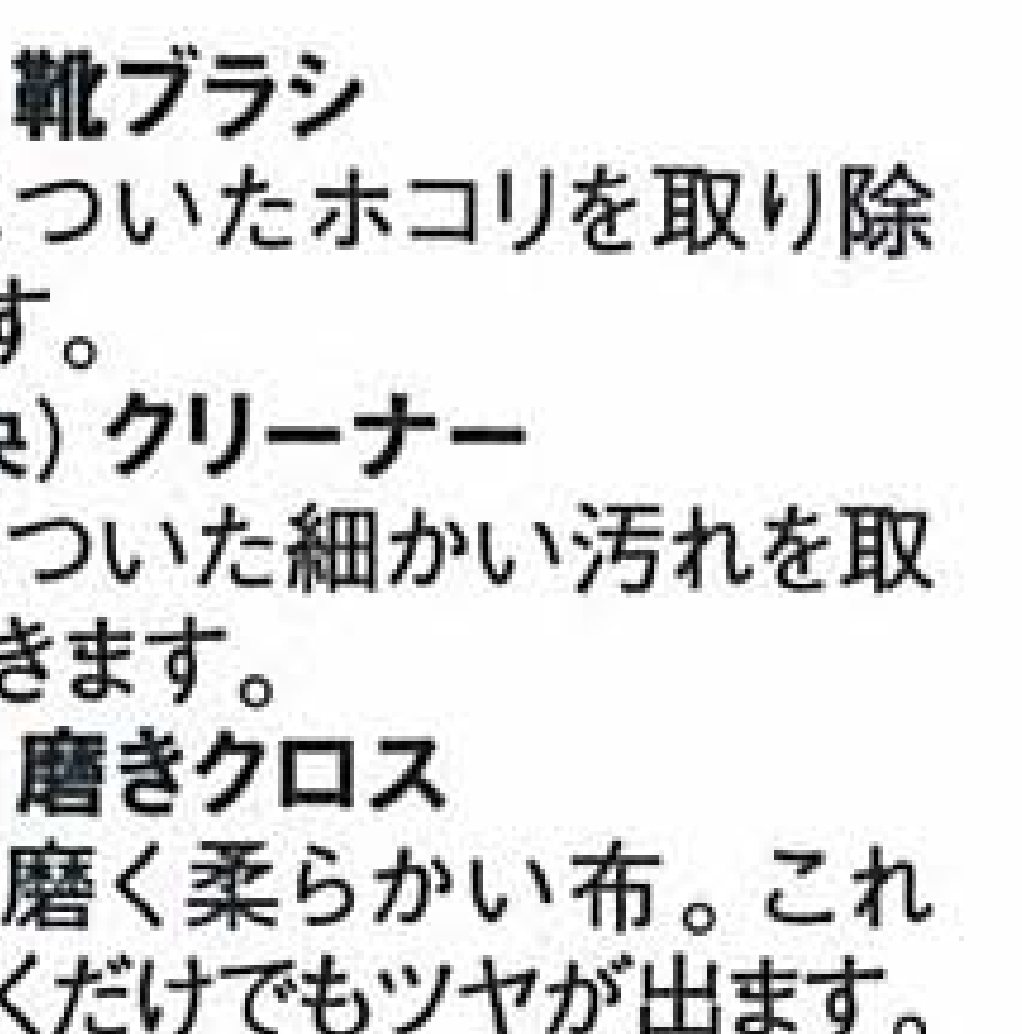 靴ブラシ
ついたホコリを取り除
す。
央）クリーナー
ついた細かい汚れを取
きます。
磨きクロス
磨く柔らかい布。これ
くだけでもツヤが出ます。